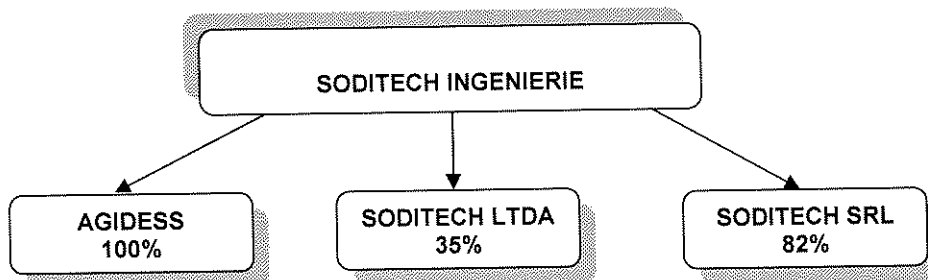 SODITECH INGENIERIE
AGIDESS
100%
SODITECH LTDA
35%
SODITECH SRL
82%